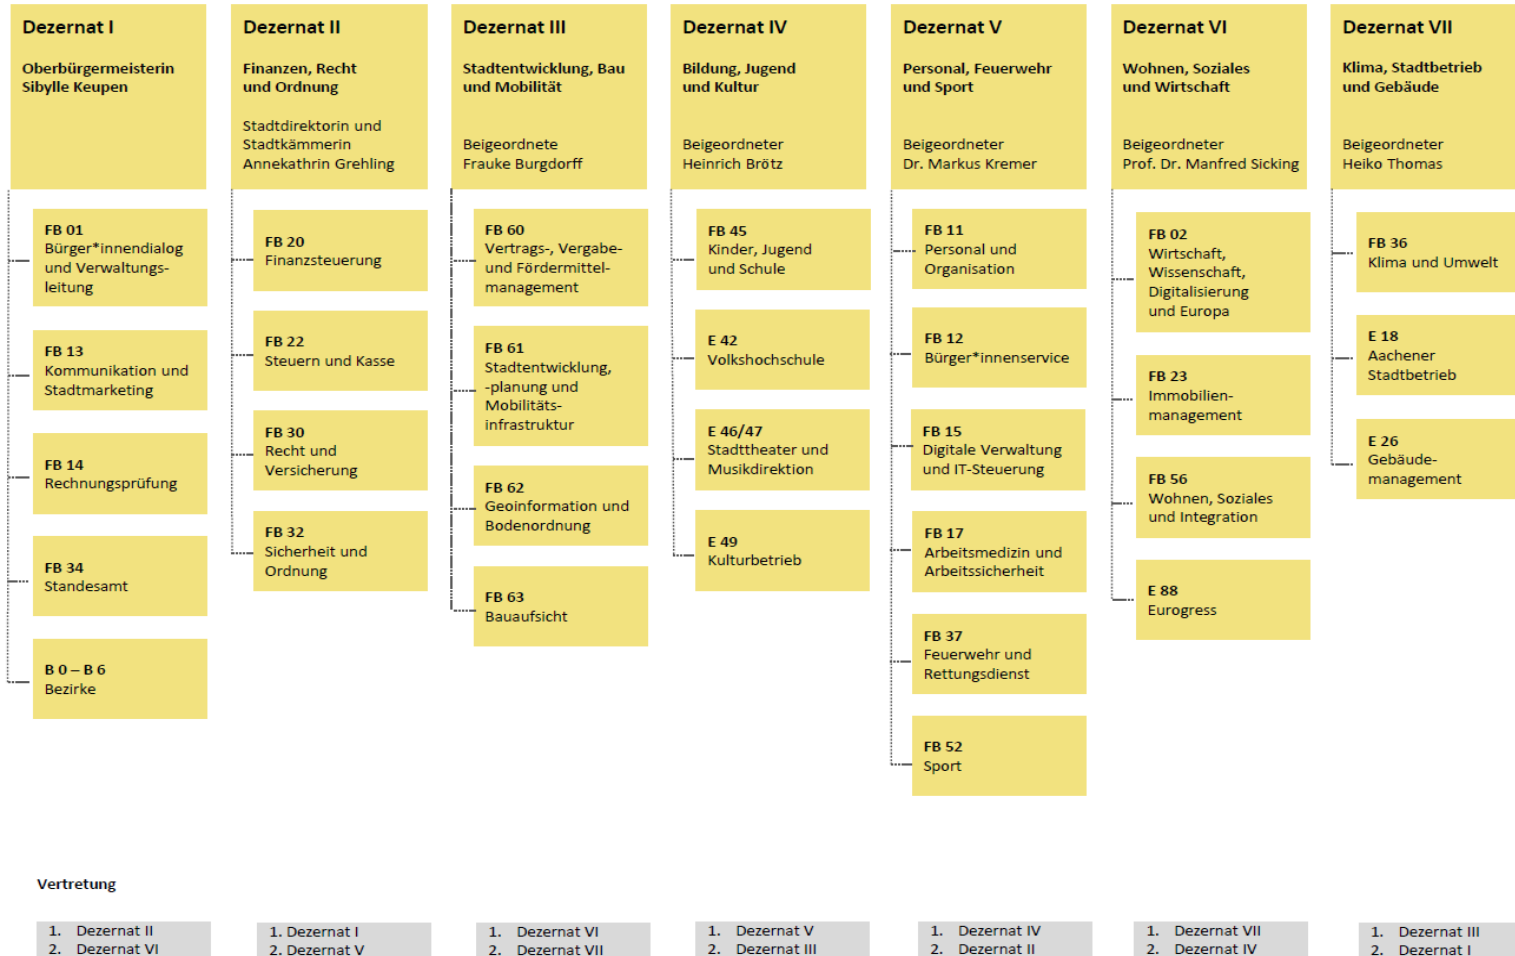 Dezernat I
Oberbürgermeisterin
Sibylle Keupen
FB 01
Bürger*innendialog
und Verwaltungs-
leitung
FB 13
Kommunikation und
Stadtmarketing
FB 14
Rechnungsprüfung
FB 34
Standesamt
B 0 – B 6
Bezirke
Dezernat II
Finanzen, Recht
und Ordnung
Stadtdirektorin und
Stadtkämmerin
Annekathrin Grehling
FB 20
Finanzsteuerung
FB 22
Steuern und Kasse
FB 30
Recht und
Versicherung
FB 32
Sicherheit und
Ordnung
Dezernat III
Stadtentwicklung, Bau
und Mobilität
Beigeordnete
Frauke Burgdorff
FB 60
Vertrags-, Vergabe-
und Fördermittel-
management
FB 61
Stadtentwicklung,
-planung und
Mobilitäts-
infrastruktur
FB 62
Geoinformation und
Bodenordnung
FB 63
Bauaufsicht
Dezernat IV
Bildung, Jugend
und Kultur
Beigeordneter
Heinrich Brötz
FB 45
Kinder, Jugend
und Schule
E 42
Volkshochschule
E 46/47
Stadttheater und
Musikdirektion
E 49
Kulturbetrieb
Dezernat V
Personal, Feuerwehr
und Sport
Beigeordneter
Dr. Markus Kremer
FB 11
Personal und
Organisation
FB 12
Bürger*innenservice
FB 15
Digitale Verwaltung
und IT-Steuerung
FB 17
Arbeitsmedizin und
Arbeitssicherheit
FB 37
Feuerwehr und
Rettungsdienst
FB 52
Sport
Dezernat VI
Wohnen, Soziales
und Wirtschaft
Beigeordneter
Prof. Dr. Manfred Sicking
FB 02
Wirtschaft,
Wissenschaft,
Digitalisierung
und Europa
FB 23
Immobilien-
management
FB 56
Wohnen, Soziales
und Integration
E 88
Eurogress
Dezernat VII
Klima, Stadtbetrieb
und Gebäude
Beigeordneter
Heiko Thomas
FB 36
Klima und Umwelt
E 18
Aachener
Stadtbetrieb
E 26
Gebäude-
management
Vertretung
1. Dezernat II
2. Dezernat VI
1. Dezernat I
2. Dezernat V
1. Dezernat VI
2. Dezernat VII
1. Dezernat V
2. Dezernat III
1. Dezernat IV
2. Dezernat II
1. Dezernat VII
2. Dezernat IV
1. Dezernat III
2. Dezernat I